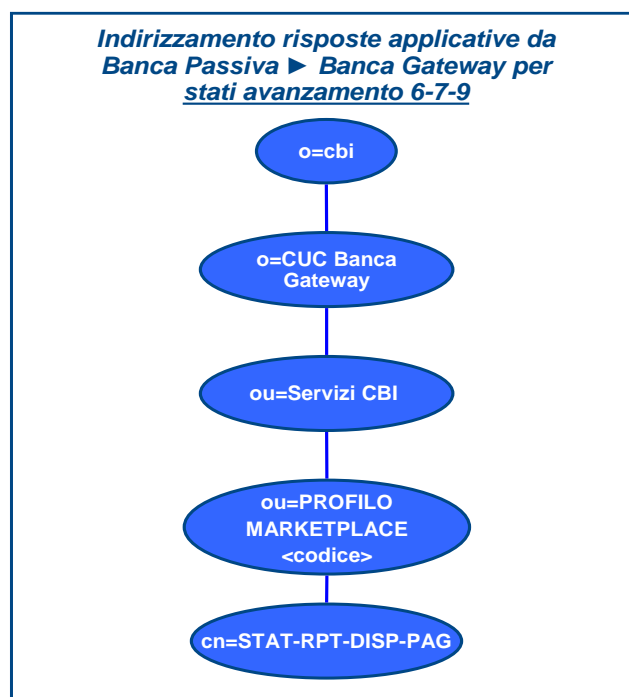 Indirizzamento risposte applicative da
Banca Passiva ► Banca Gateway per
stati avanzamento 6-7-9
o=cbi
o=CUC Banca
Gateway
ou=Servizi CBI
ou=PROFILO
MARKETPLACE
<codice>
cn=STAT-RPT-DISP-PAG